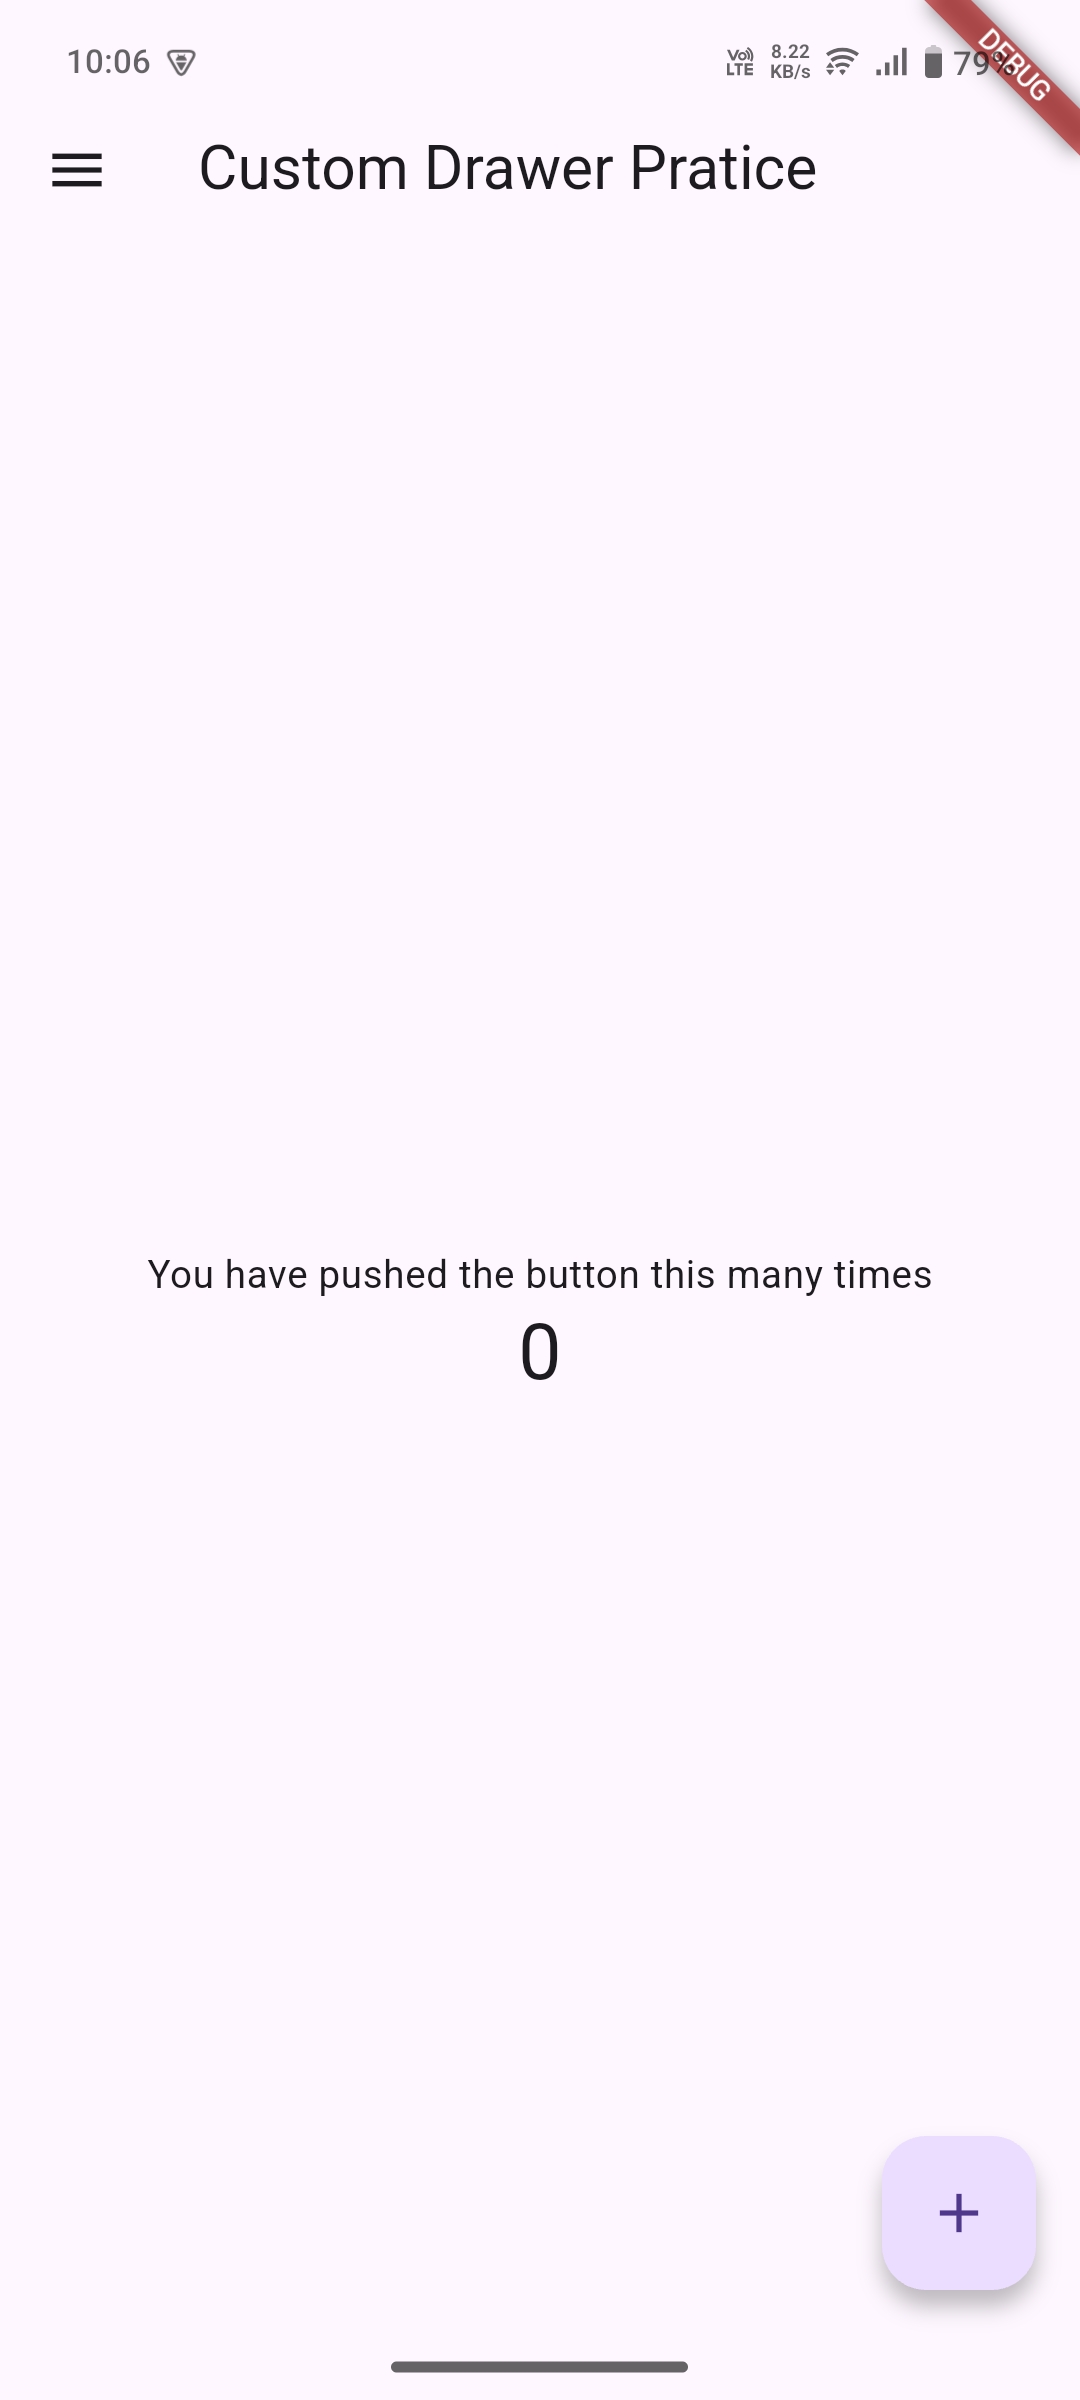 10:06
Vo)) LTE 8.22 KB/s 79%
DEBUG
Custom Drawer Pratice
You have pushed the button this many times
0